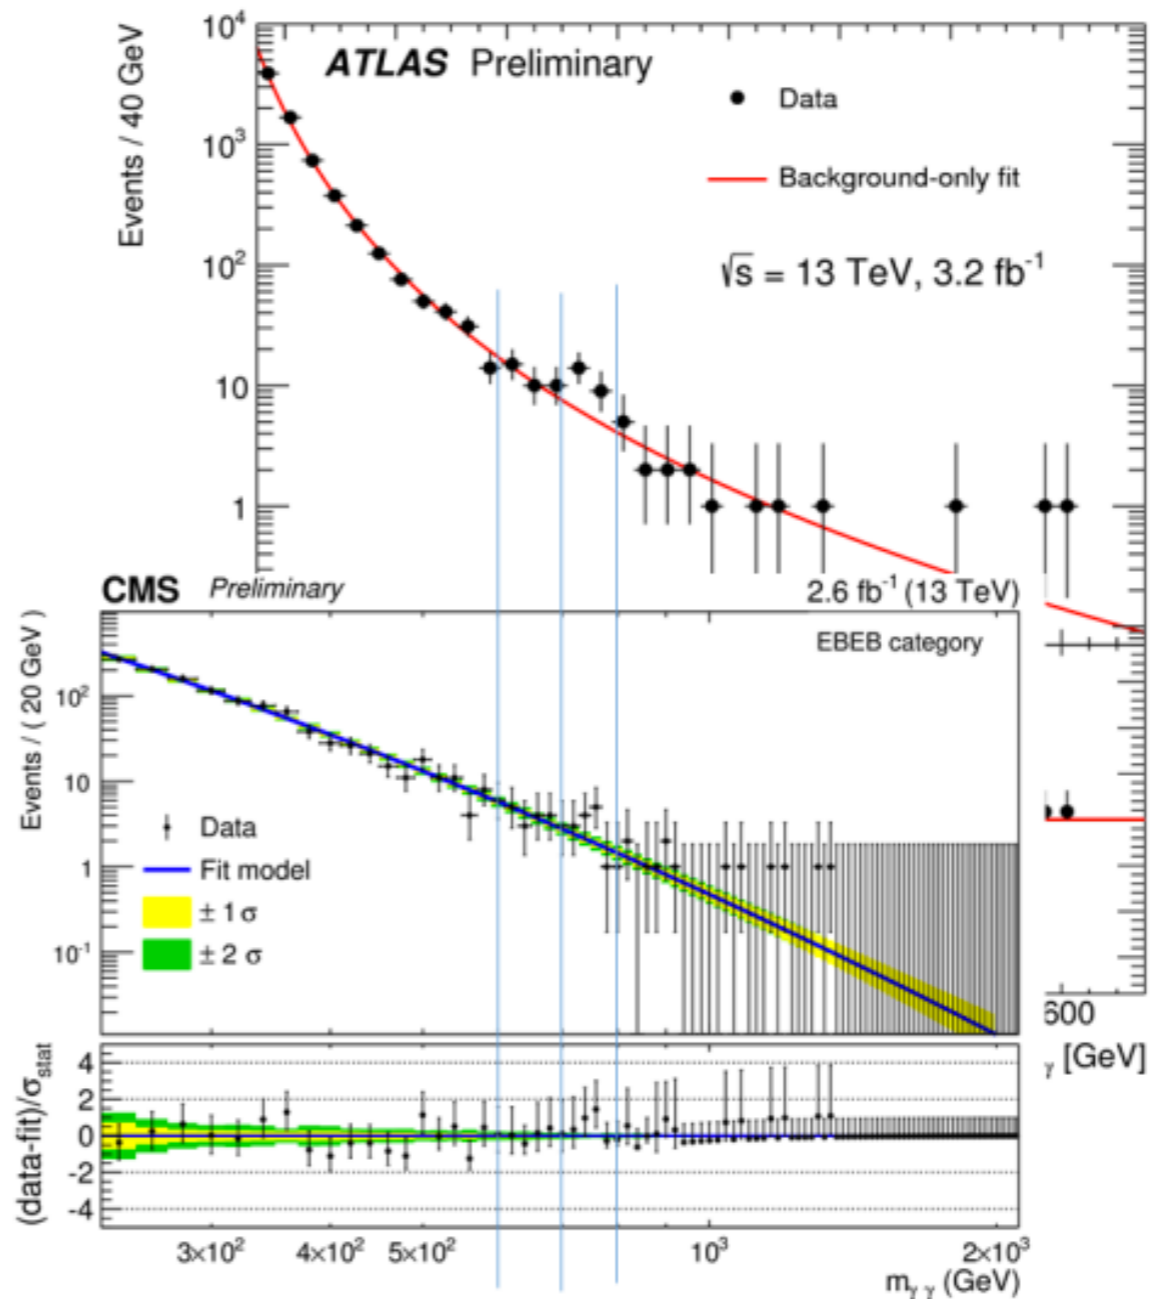 10⁴
ATLAS Preliminary
Data
Events / 40 GeV
10³
Background-only fit
10²
√s = 13 TeV, 3.2 fb⁻¹
10
1
CMS Preliminary
2.6 fb⁻¹ (13 TeV)
EBEB category
Events / ( 20 GeV )
10²
10
Data
1
Fit model
± 1 σ
10⁻¹
± 2 σ
600
γ [GeV]
(data-fit)/σstat
4
2
0
-2
-4
3×10² 4×10² 5×10² 10³ 2×10³
mγγ (GeV)